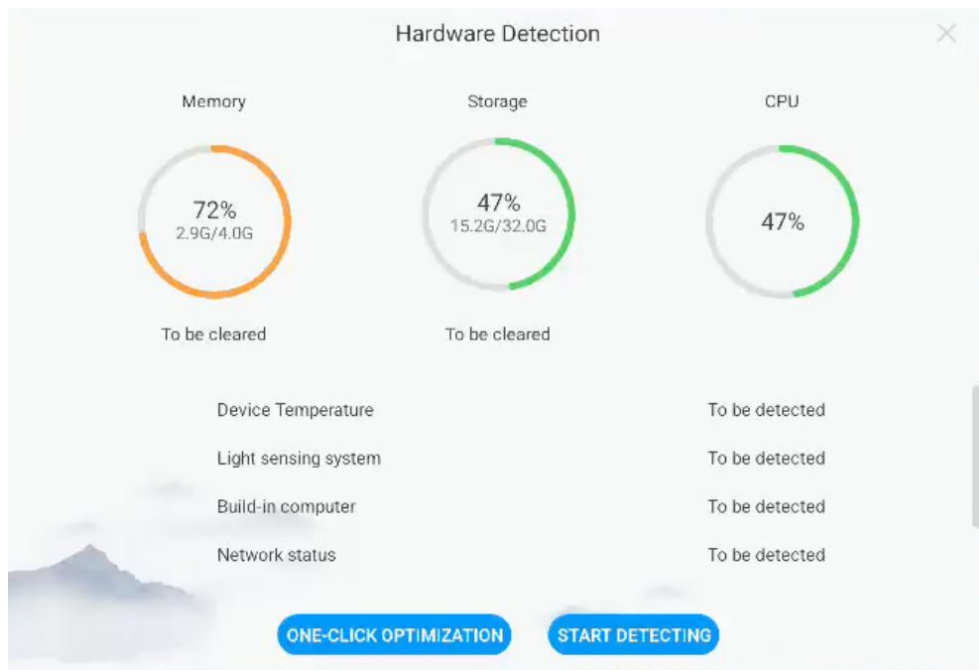 Hardware Detection
Memory
Storage
CPU
72%
2.9G/4.0G
47%
15.2G/32.0G
47%
To be cleared
To be cleared
Device Temperature To be detected
Light sensing system To be detected
Build-in computer To be detected
Network status To be detected
ONE-CLICK OPTIMIZATION
START DETECTING